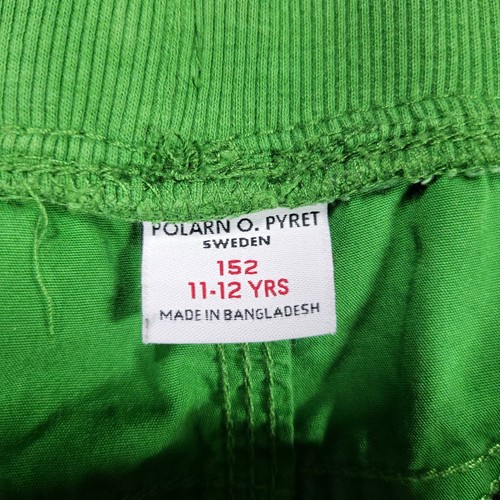 POLARN O. PYRET
SWEDEN
152
11-12 YRS
MADE IN BANGLADESH